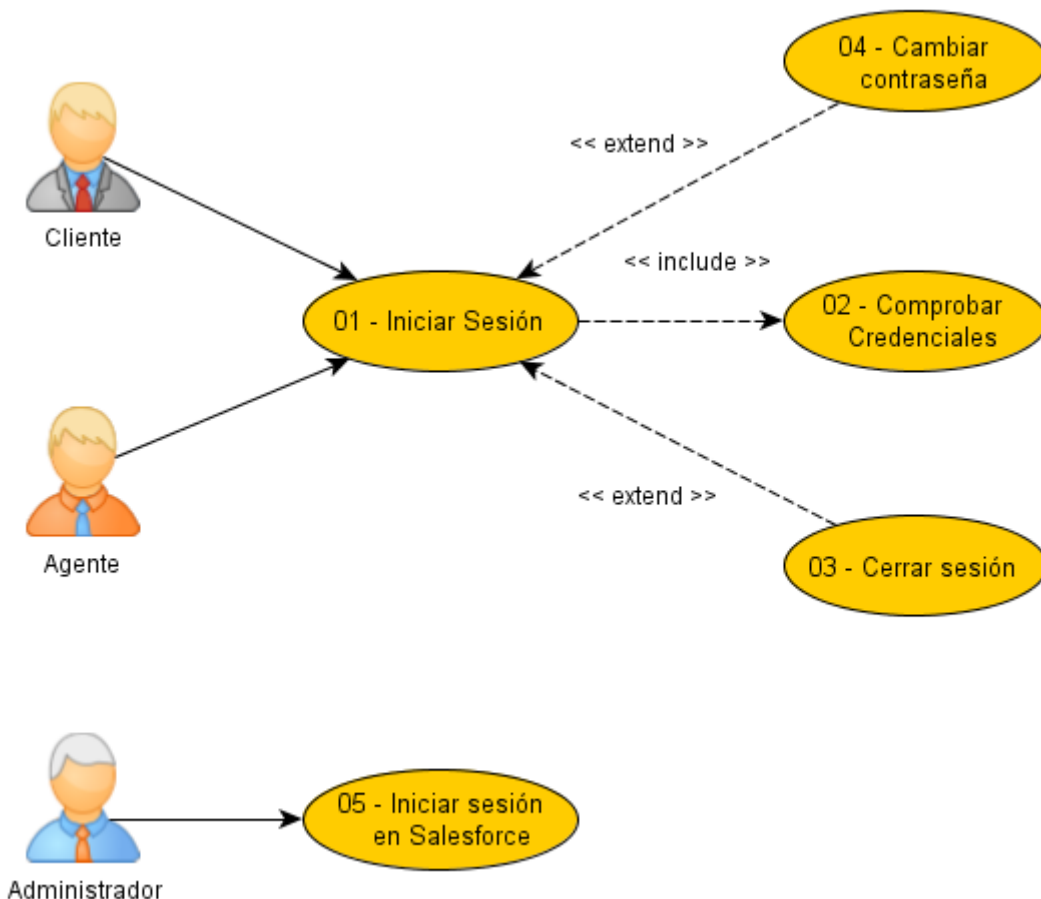 04 - Cambiar
contraseña
<< extend >>
Cliente
<< include >>
01 - Iniciar Sesión
02 - Comprobar
Credenciales
<< extend >>
Agente
03 - Cerrar sesión
05 - Iniciar sesión
en Salesforce
Administrador